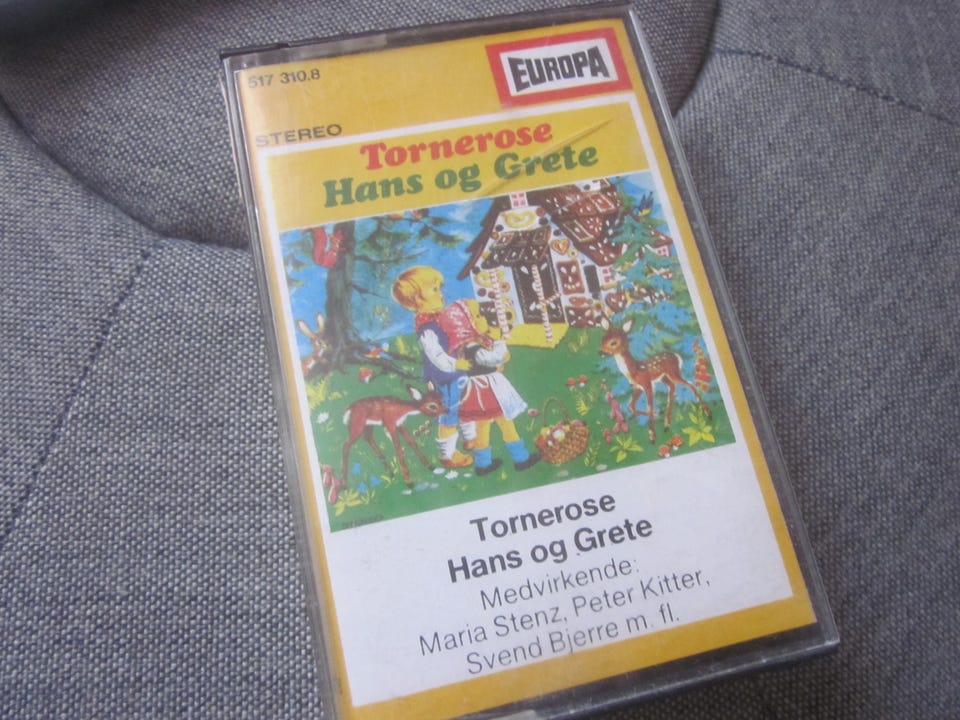 517 310.8
EUROPA
STEREO
Tornerose
Hans og Grete
Tornerose
Hans og Grete
Medvirkende:
Maria Stenz, Peter Kitter,
Svend Bjerre m. fl.